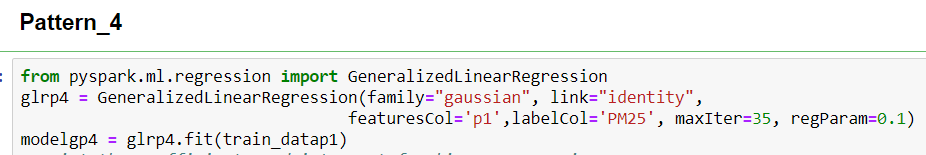 Pattern_4
from pyspark.ml.regression import GeneralizedLinearRegression
glrp4 = GeneralizedLinearRegression(family="gaussian", link="identity",
featuresCol='p1',labelCol='PM25', maxIter=35, regParam=0.1)
modelgp4 = glrp4.fit(train_datap1)